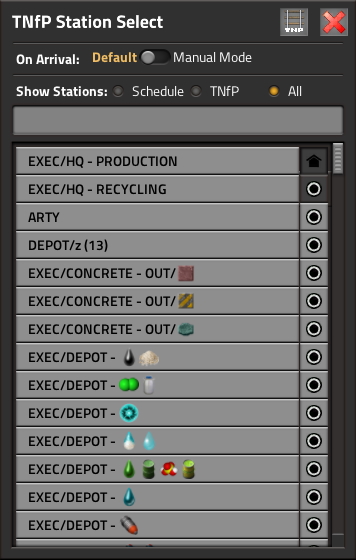 TNfP Station Select
TNfP
On Arrival: Default Manual Mode
Show Stations: Schedule TNfP All
EXEC/HQ - PRODUCTION
EXEC/HQ - RECYCLING
ARTY
DEPOT/z (13)
EXEC/CONCRETE - OUT/
EXEC/CONCRETE - OUT/
EXEC/CONCRETE - OUT/
EXEC/DEPOT -
EXEC/DEPOT -
EXEC/DEPOT -
EXEC/DEPOT -
EXEC/DEPOT -
EXEC/DEPOT -
EXEC/DEPOT -